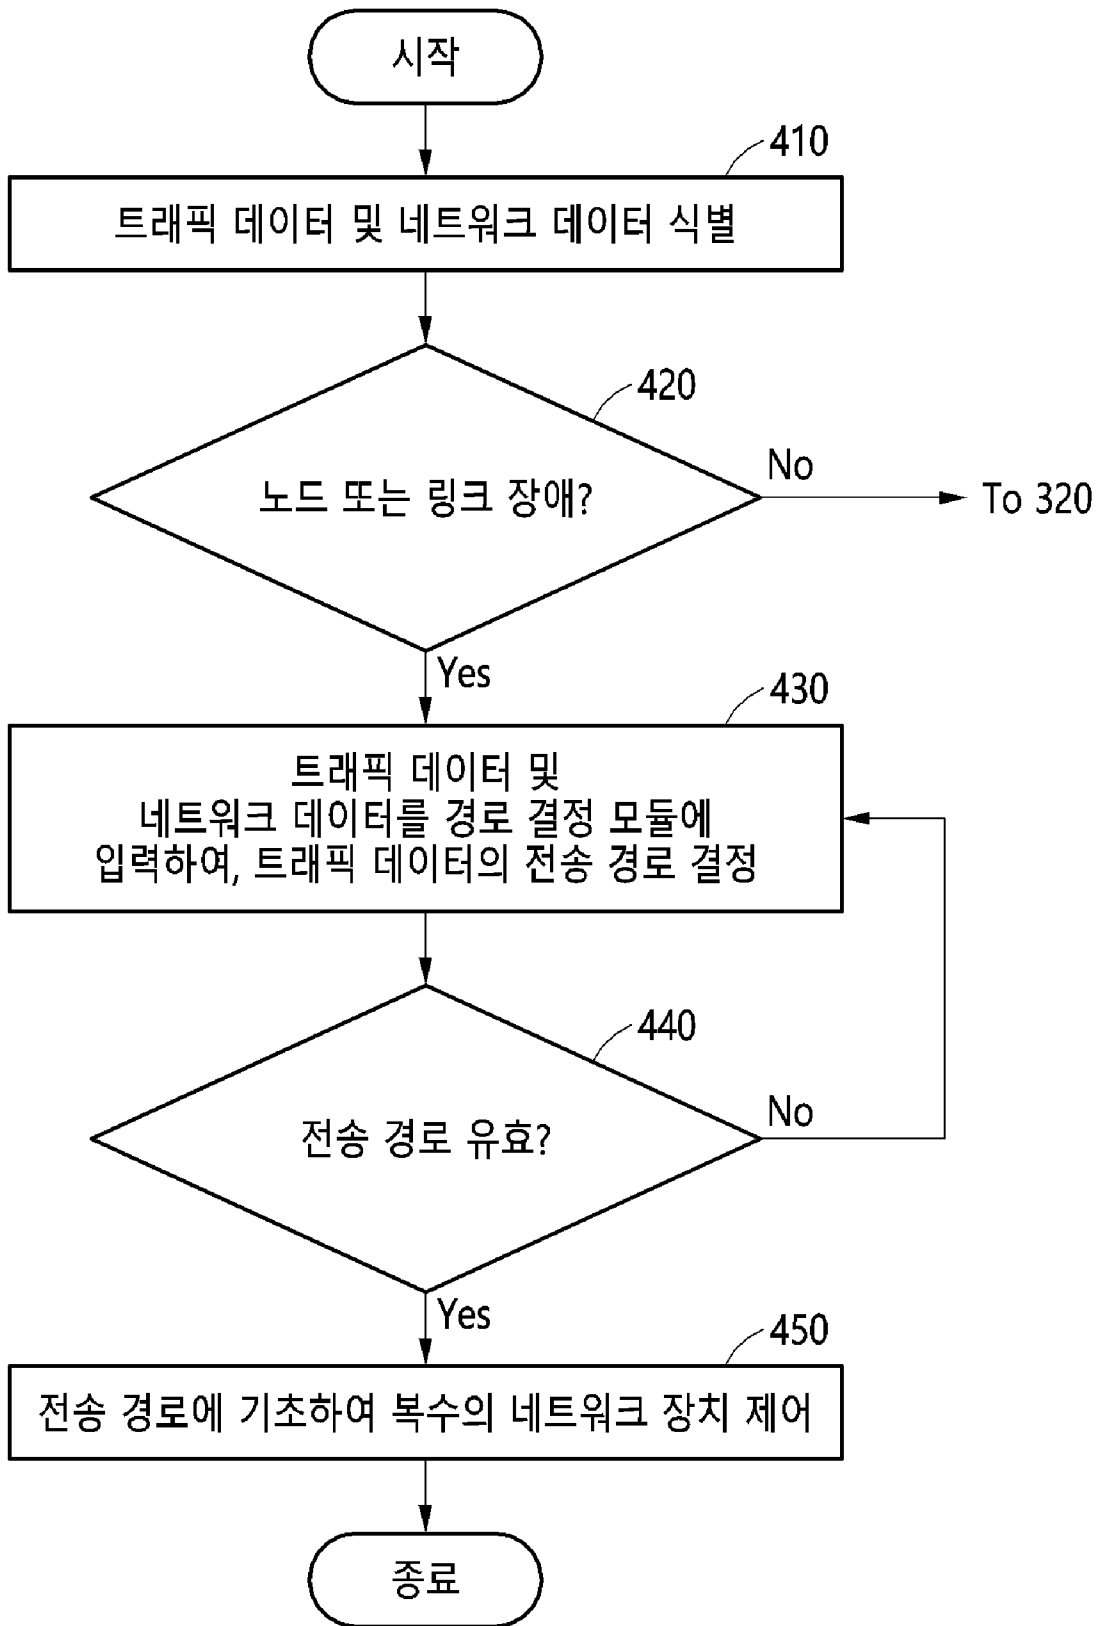 시작
410
트래픽 데이터 및 네트워크 데이터 식별
420
노드 또는 링크 장애?
No
To 320
Yes
430
트래픽 데이터 및
네트워크 데이터를 경로 결정 모듈에
입력하여, 트래픽 데이터의 전송 경로 결정
440
전송 경로 유효?
No
Yes
450
전송 경로에 기초하여 복수의 네트워크 장치 제어
종료